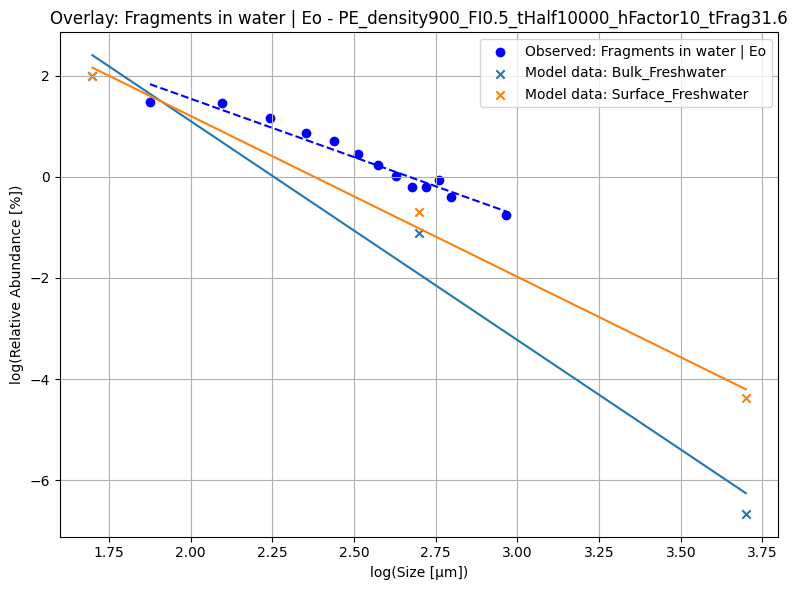 Overlay: Fragments in water | Eo - PE_density900_FI0.5_tHalf10000_hFactor10_tFrag31.6
Observed: Fragments in water | Eo
Model data: Bulk_Freshwater
Model data: Surface_Freshwater
log(Relative Abundance [%])
2
0
−2
−4
−6
1.75 2.00 2.25 2.50 2.75 3.00 3.25 3.50 3.75
log(Size [µm])